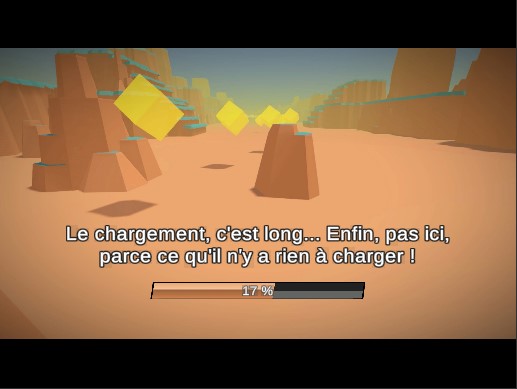 Le chargement, c'est long... Enfin, pas ici,
parce ce qu'il n'y a rien à charger !
17 %